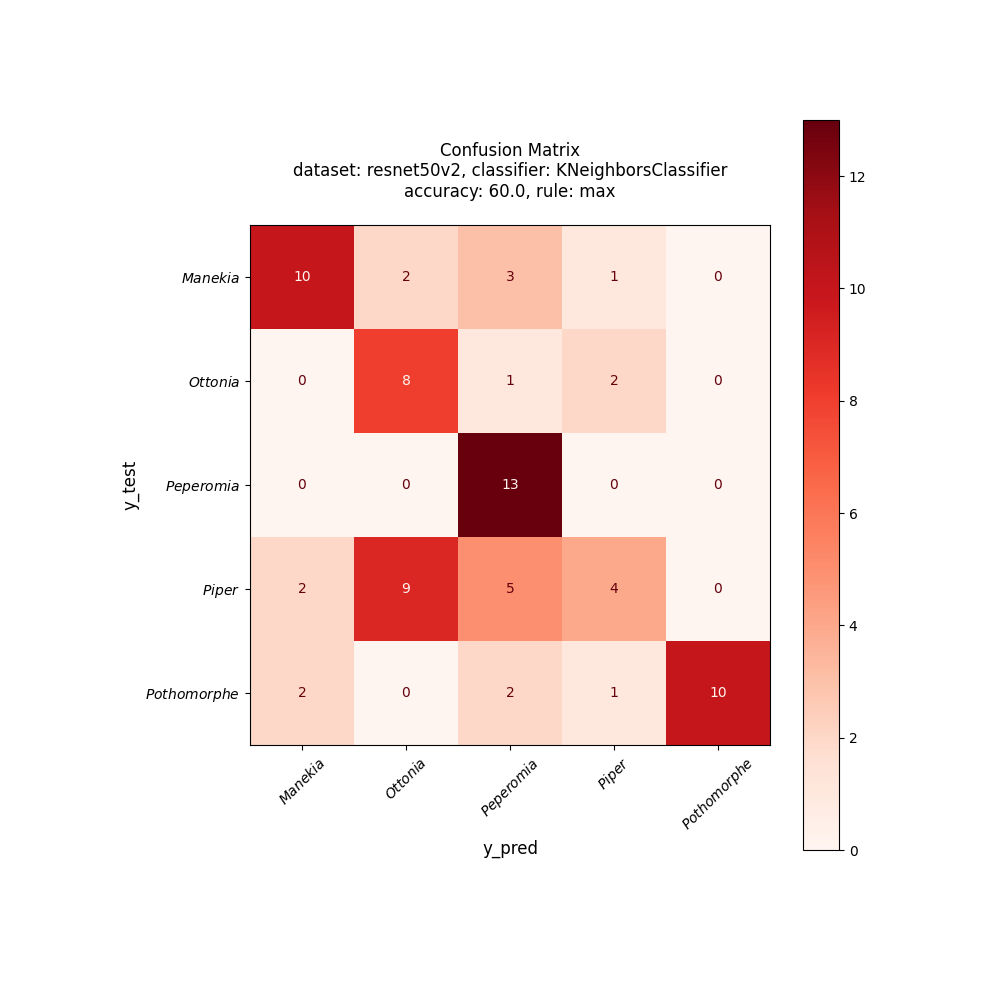 Confusion Matrix
dataset: resnet50v2, classifier: KNeighborsClassifier
accuracy: 60.0, rule: max
Manekia 10 2 3 1 0
Ottonia 0 8 1 2 0
Peperomia 0 0 13 0 0
Piper 2 9 5 4 0
Pothomorphe 2 0 2 1 10
Manekia Ottonia Peperomia Piper Pothomorphe
y_pred
y_test
12
10
8
6
4
2
0